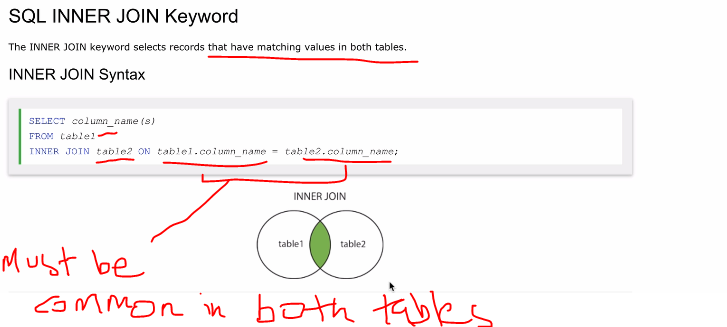 SQL INNER JOIN Keyword
The INNER JOIN keyword selects records that have matching values in both tables.
INNER JOIN Syntax
SELECT column_name(s)
FROM table1
INNER JOIN table2 ON table1.column_name = table2.column_name;
INNER JOIN
table1 table2
Must be
common in both tables